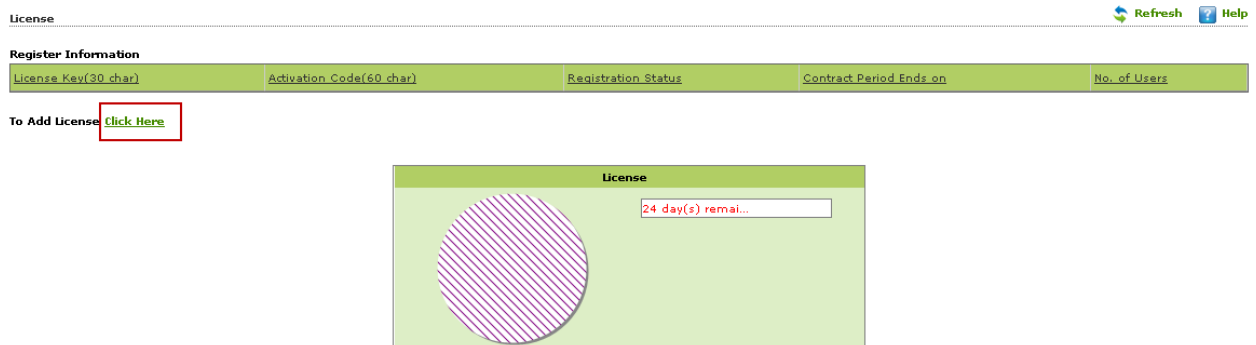 License
Refresh Help
Register Information
License Key(30 char) Activation Code(60 char) Registration Status Contract Period Ends on No. of Users
To Add License Click Here
License
24 day(s) remai...